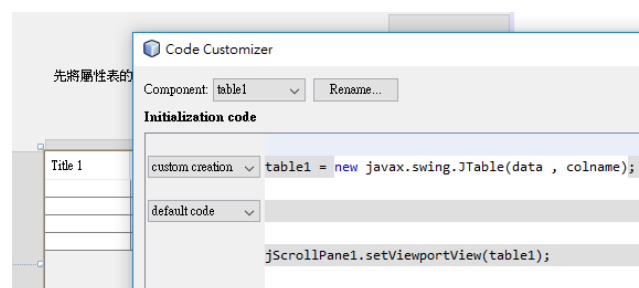 Code Customizer
先將屬性表的
Component: table1 Rename...
Initialization code
Title 1
custom creation table1 = new javax.swing.JTable(data , colname);
default code
jScrollPane1.setViewportView(table1);